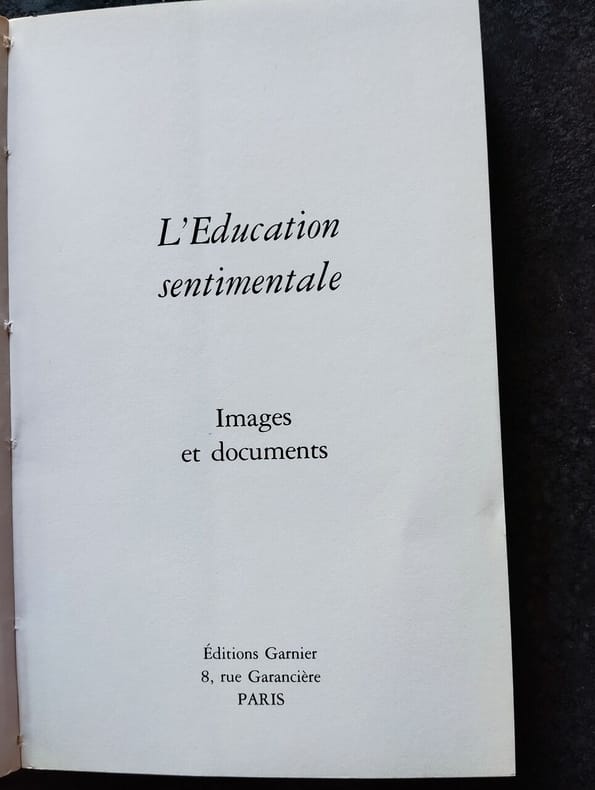 L'Education
sentimentale
Images
et documents
Éditions Garnier
8, rue Garancière
PARIS